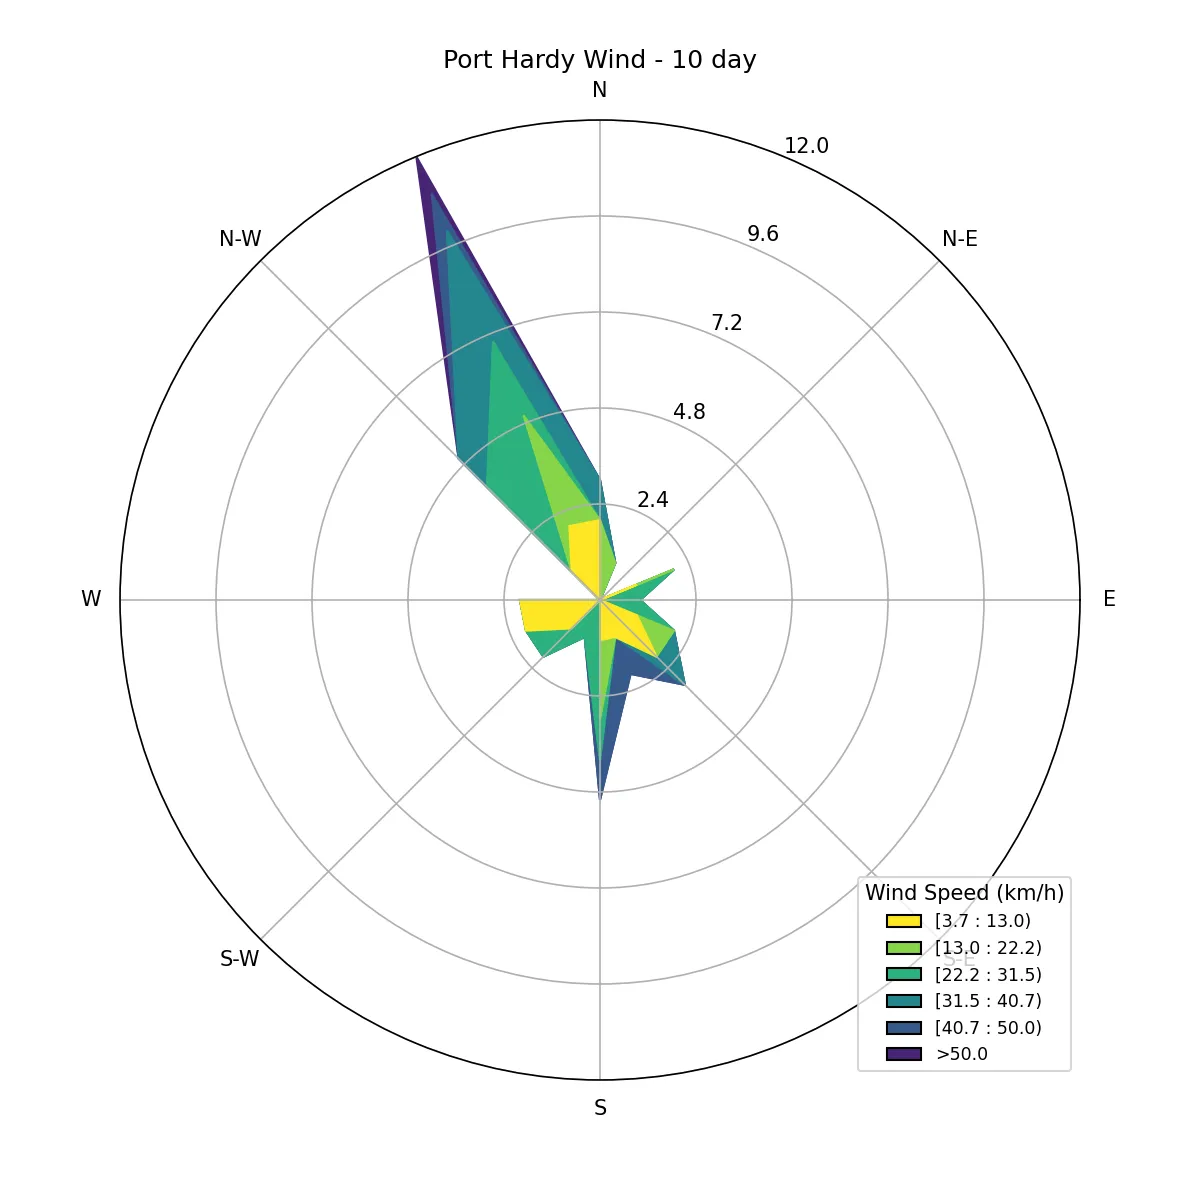 Port Hardy Wind - 10 day
N
12.0
N-W
9.6
N-E
7.2
4.8
2.4
W
E
S-W
S-E
S
Wind Speed (km/h)
[3.7 : 13.0)
[13.0 : 22.2)
[22.2 : 31.5)
[31.5 : 40.7)
[40.7 : 50.0)
>50.0